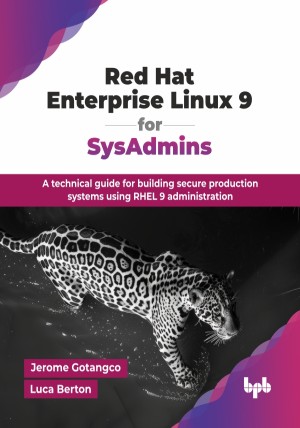 Red Hat
Enterprise Linux 9
for
SysAdmins
A technical guide for building secure production
systems using RHEL 9 administration
Jerome Gotangco
Luca Berton
bpb